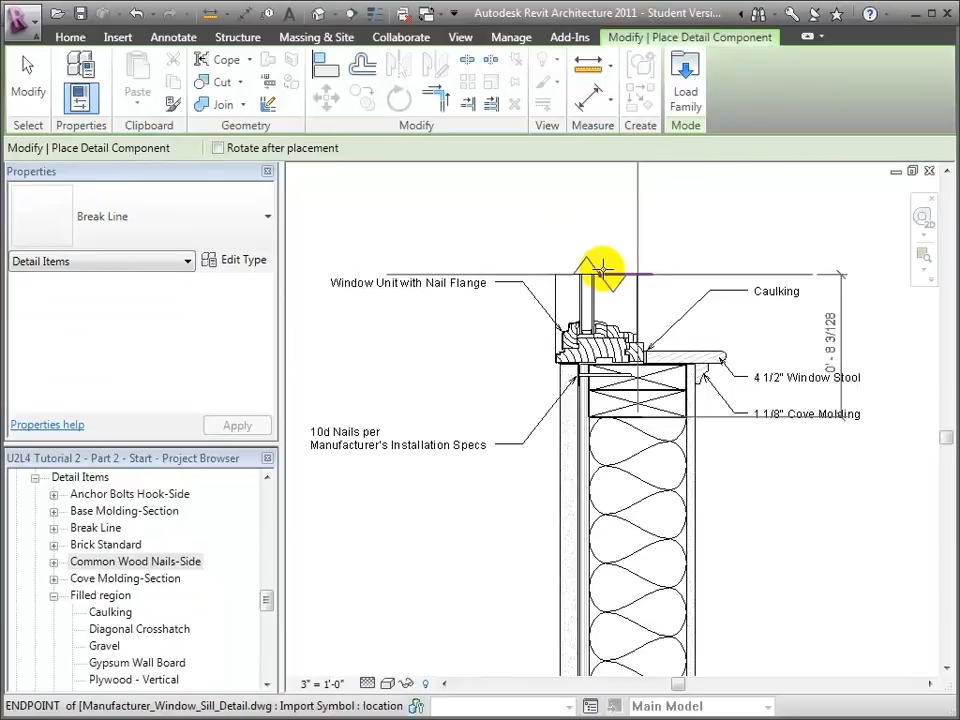 Autodesk Revit Architecture 2011 - Student Versi...
Home Insert Annotate Structure Massing & Site Collaborate View Manage Add-Ins Modify | Place Detail Component
Modify
Paste
Cope
Cut
Join
Load
Family
Select Properties Clipboard Geometry Modify View Measure Create Mode
Modify | Place Detail Component Rotate after placement
Properties
Break Line
Detail Items Edit Type
Properties help Apply
U2L4 Tutorial 2 - Part 2 - Start - Project Browser
Detail Items
Anchor Bolts Hook-Side
Base Molding-Section
Break Line
Brick Standard
Common Wood Nails-Side
Cove Molding-Section
Filled region
Caulking
Diagonal Crosshatch
Gravel
Gypsum Wall Board
Plywood - Vertical
2D
Window Unit with Nail Flange
Caulking
0' - 8 3/128
4 1/2" Window Stool
1 1/8" Cove Molding
10d Nails per
Manufacturer's Installation Specs
3" = 1'-0"
ENDPOINT of [Manufacturer_Window_Sill_Detail.dwg : Import Symbol : location
Main Model